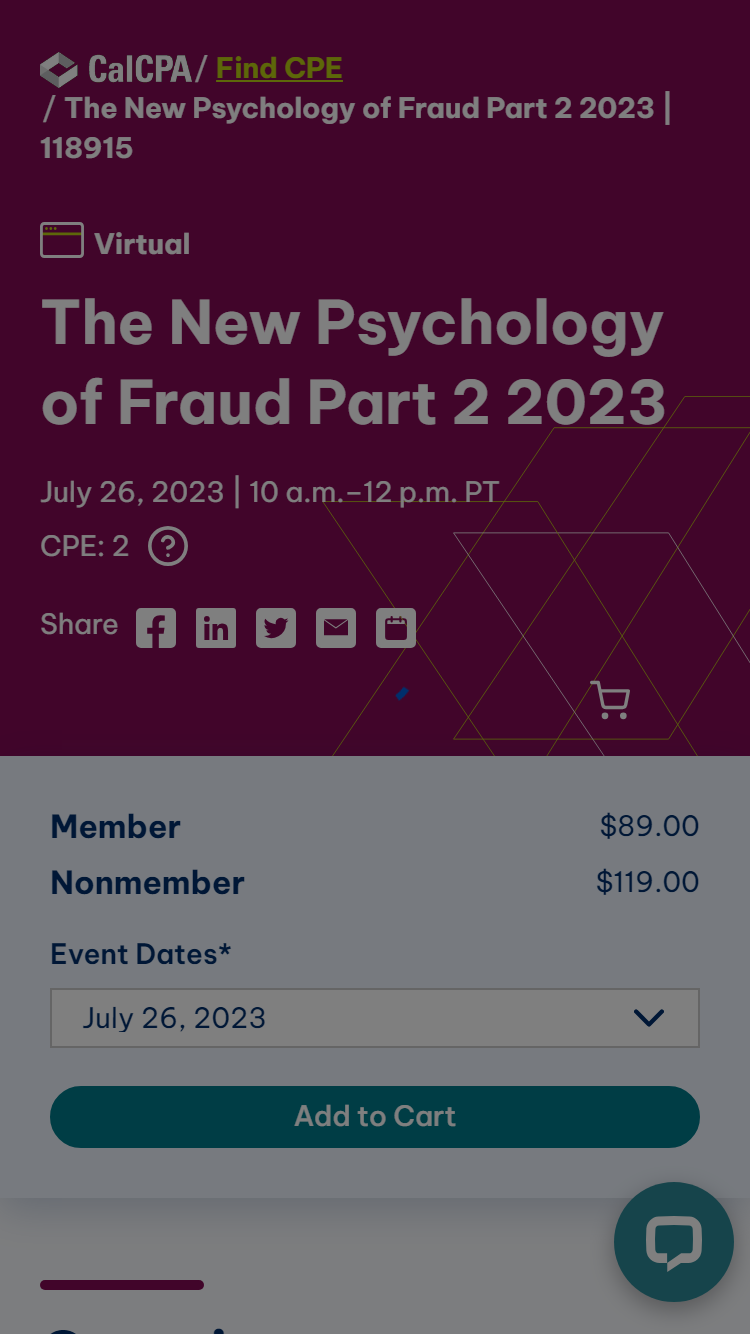 CalCPA / Find CPE
/ The New Psychology of Fraud Part 2 2023 |
118915
Virtual
The New Psychology
of Fraud Part 2 2023
July 26, 2023 | 10 a.m.–12 p.m. PT
CPE: 2 ?
Share
Member $89.00
Nonmember $119.00
Event Dates*
July 26, 2023
Add to Cart